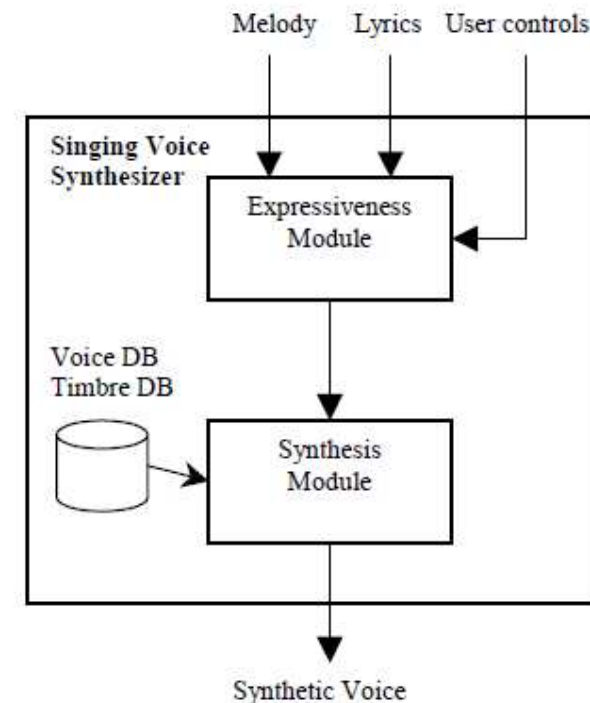 Melody Lyrics User controls
Singing Voice
Synthesizer
Expressiveness
Module
Voice DB
Timbre DB
Synthesis
Module
Synthetic Voice